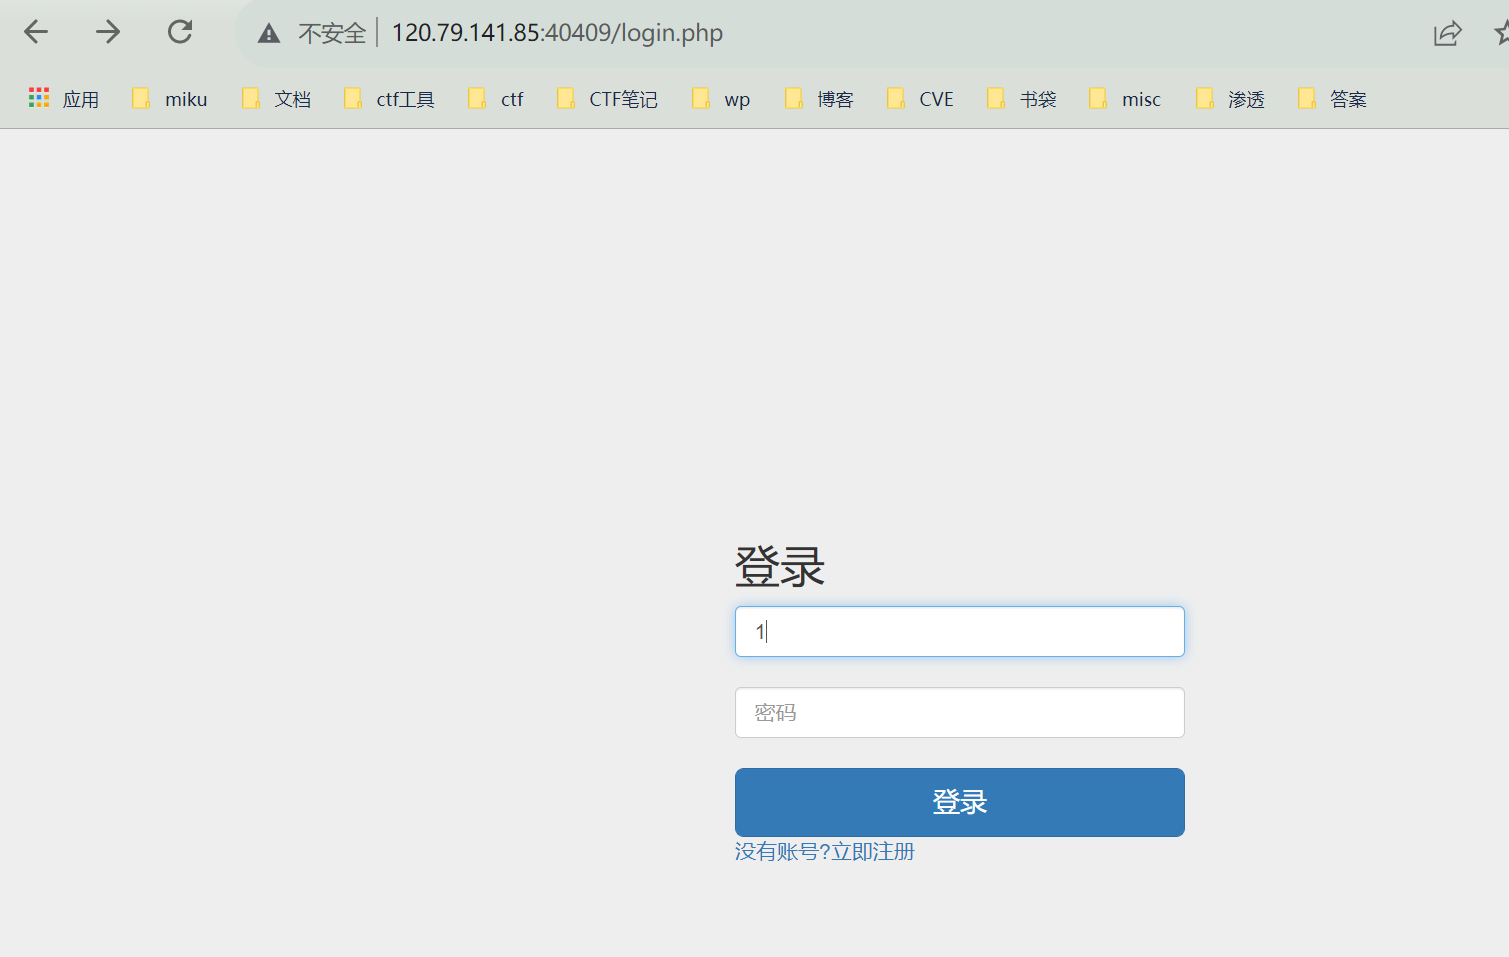 不安全 120.79.141.85:40409/login.php
应用 miku 文档 ctf工具 ctf CTF笔记 wp 博客 CVE 书袋 misc 渗透 答案
登录
1
密码
登录
没有账号?立即注册